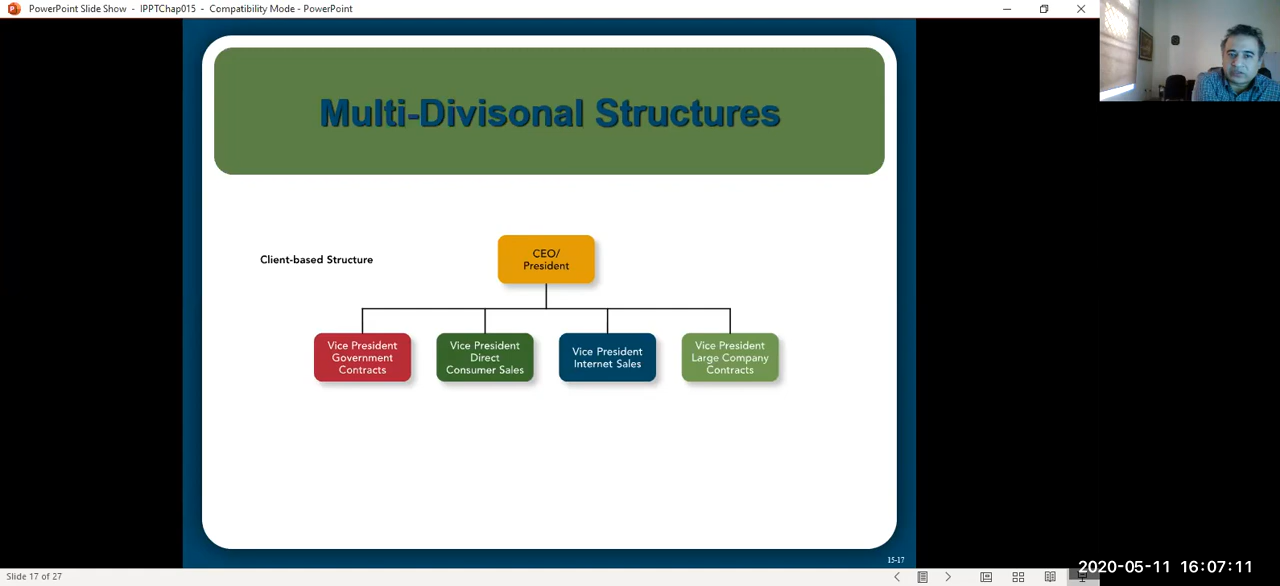 PowerPoint Slide Show - IPPTChap015 - Compatibility Mode - PowerPoint
Multi-Divisonal Structures
Client-based Structure
CEO/
President
Vice President
Government
Contracts
Vice President
Direct
Consumer Sales
Vice President
Internet Sales
Vice President
Large Company
Contracts
15-17
Slide 17 of 27
2020-05-11 16:07:11